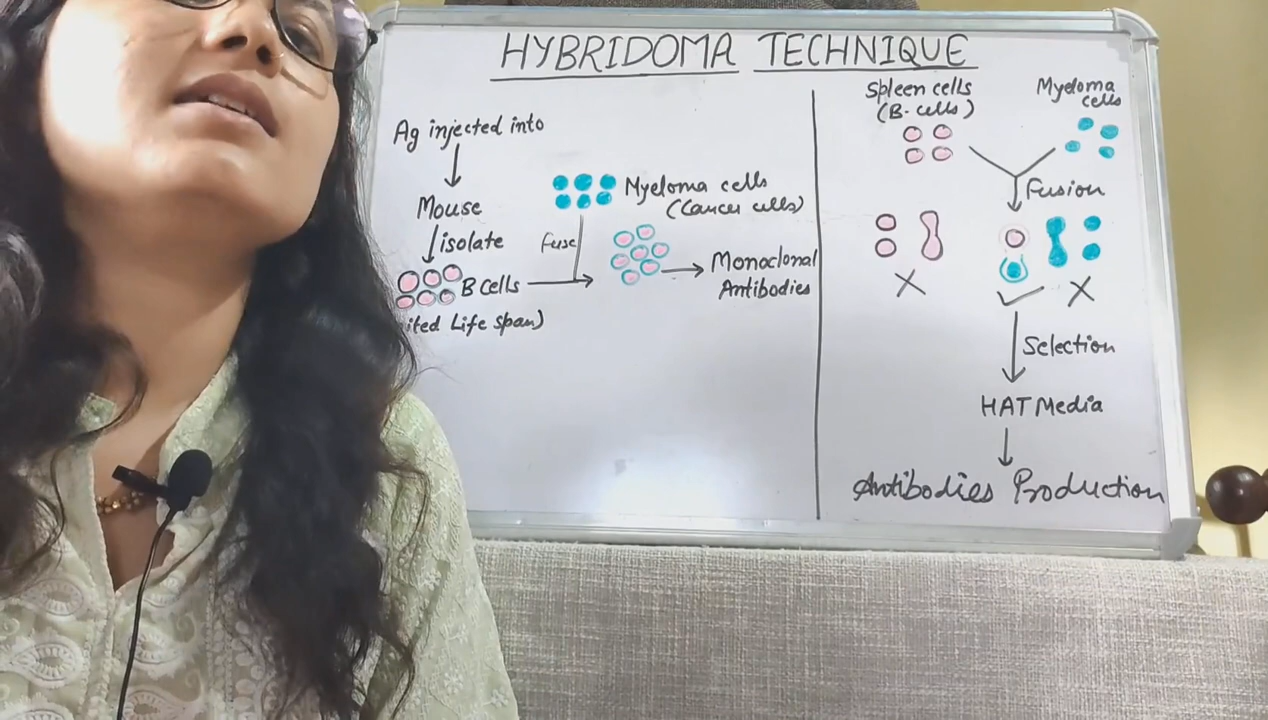 HYBRIDOMA TECHNIQUE
Ag injected into
Mouse
isolate
B cells
ited Life span)
fuse
Myeloma cells
(Cancer cells)
Monoclonal
Antibodies
Spleen cells
(B-cells)
Myeloma
cells
Fusion
X
X
Selection
HAT Media
Antibodies Production